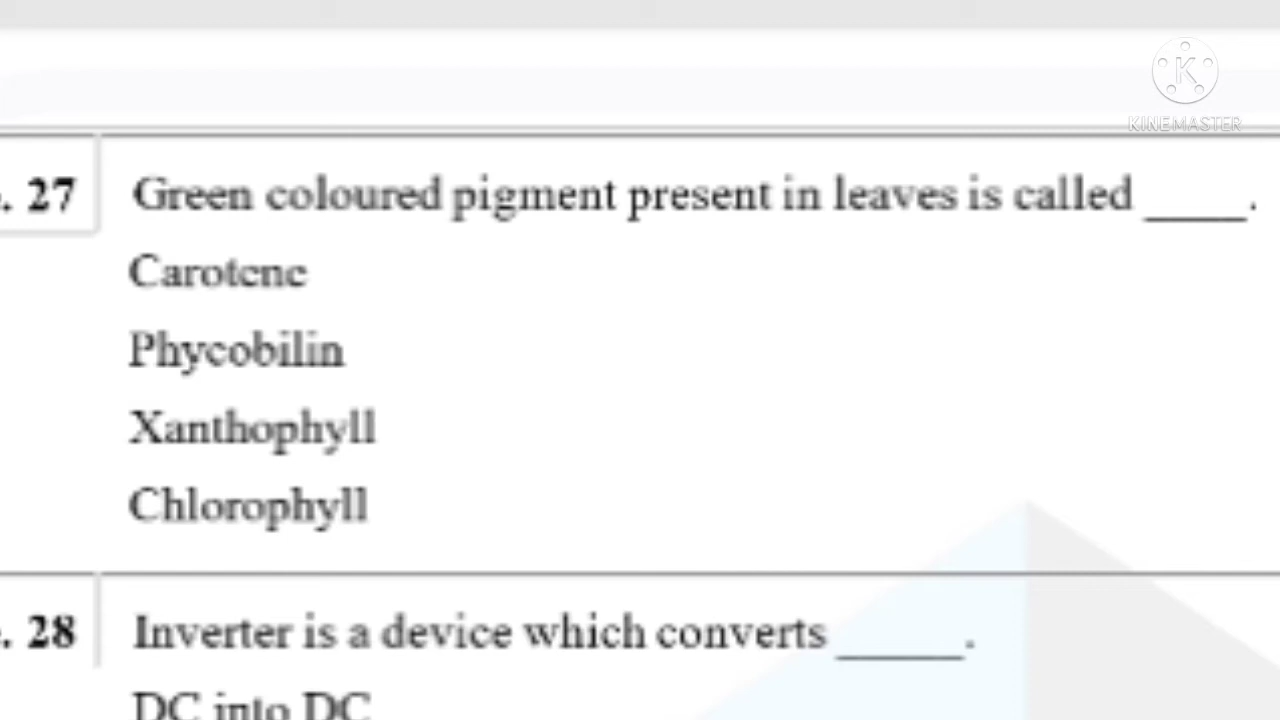 K
KINEMASTER
. 27 Green coloured pigment present in leaves is called _____.
Carotene
Phycobilin
Xanthophyll
Chlorophyll
. 28 Inverter is a device which converts _____.
DC into DC